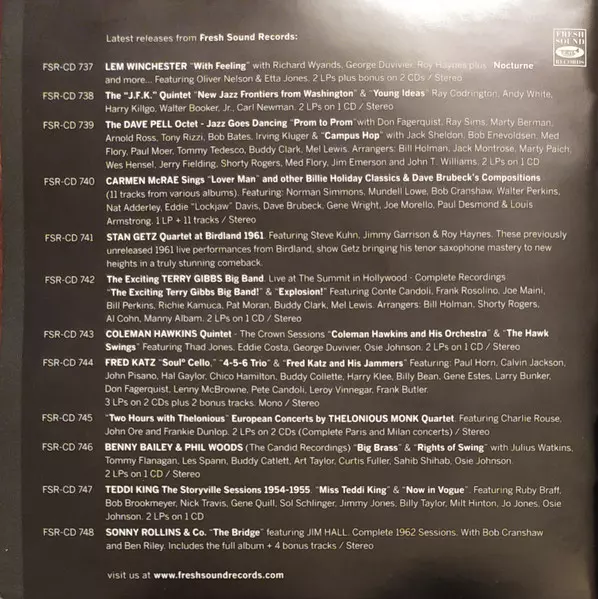 Latest releases from Fresh Sound Records:
FRESH
SOUND
RECORDS
FSR-CD 737 LEM WINCHESTER "With Feeling" with Richard Wyands, George Duvivier, Roy Haynes plus "Nocturne"
and more... Featuring Oliver Nelson & Etta Jones. 2 LPs plus bonus on 2 CDs / Stereo
FSR-CD 738 The "J.F.K." Quintet "New Jazz Frontiers from Washington" & "Young Ideas" Ray Codrington, Andy White,
Harry Killgo, Walter Booker, Jr., Carl Newman. 2 LPs on 1 CD / Stereo
FSR-CD 739 The DAVE PELL Octet - Jazz Goes Dancing "Prom to Prom" with Don Fagerquist, Ray Sims, Marty Berman,
Arnold Ross, Tony Rizzi, Bob Bates, Irving Kluger & "Campus Hop" with Jack Sheldon, Bob Enevoldsen, Med
Flory, Paul Moer, Tommy Tedesco, Buddy Clark, Mel Lewis. Arrangers: Bill Holman, Jack Montrose, Marty Paich,
Wes Hensel, Jerry Fielding, Shorty Rogers, Med Flory, Jim Emerson and John T. Williams. 2 LPs on 1 CD
FSR-CD 740 CARMEN McRAE Sings "Lover Man" and other Billie Holiday Classics & Dave Brubeck's Compositions
(11 tracks from various albums). Featuring: Norman Simmons, Mundell Lowe, Bob Cranshaw, Walter Perkins,
Nat Adderley, Eddie "Lockjaw" Davis, Dave Brubeck, Gene Wright, Joe Morello, Paul Desmond & Louis
Armstrong. 1 LP + 11 tracks / Stereo
FSR-CD 741 STAN GETZ Quartet at Birdland 1961. Featuring Steve Kuhn, Jimmy Garrison & Roy Haynes. These previously
unreleased 1961 live performances from Birdland, show Getz bringing his tenor saxophone mastery to new
heights in a truly stunning comeback.
FSR-CD 742 The Exciting TERRY GIBBS Big Band. Live at The Summit in Hollywood - Complete Recordings
"The Exciting Terry Gibbs Big Band!" & "Explosion!" Featuring Conte Candoli, Frank Rosolino, Joe Maini,
Bill Perkins, Richie Kamuca, Pat Moran, Buddy Clark, Mel Lewis. Arrangers: Bill Holman, Shorty Rogers,
Al Cohn, Manny Albam. 2 LPs on 1 CD / Stereo
FSR-CD 743 COLEMAN HAWKINS Quintet - The Crown Sessions "Coleman Hawkins and His Orchestra" & "The Hawk
Swings" Featuring Thad Jones, Eddie Costa, George Duvivier, Osie Johnson. 2 LPs on 1 CD / Stereo
FSR-CD 744 FRED KATZ "Soul° Cello," "4-5-6 Trio" & "Fred Katz and His Jammers" Featuring: Paul Horn, Calvin Jackson,
John Pisano, Hal Gaylor, Chico Hamilton, Buddy Collette, Harry Klee, Billy Bean, Gene Estes, Larry Bunker,
Don Fagerquist, Lenny McBrowne, Pete Candoli, Leroy Vinnegar, Frank Butler.
3 LPs on 2 CDs plus 2 bonus tracks. Mono / Stereo
FSR-CD 745 "Two Hours with Thelonious" European Concerts by THELONIOUS MONK Quartet. Featuring Charlie Rouse,
John Ore and Frankie Dunlop. 2 LPs on 2 CDs (Complete Paris and Milan concerts) / Stereo
FSR-CD 746 BENNY BAILEY & PHIL WOODS (The Candid Recordings) "Big Brass" & "Rights of Swing" with Julius Watkins,
Tommy Flanagan, Les Spann, Buddy Catlett, Art Taylor, Curtis Fuller, Sahib Shihab, Osie Johnson.
2 LPs on 1 CD / Stereo
FSR-CD 747 TEDDI KING The Storyville Sessions 1954-1955. "Miss Teddi King" & "Now in Vogue". Featuring Ruby Braff,
Bob Brookmeyer, Nick Travis, Gene Quill, Sol Schlinger, Jimmy Jones, Billy Taylor, Milt Hinton, Jo Jones, Osie
Johnson. 2 LPs on 1 CD
FSR-CD 748 SONNY ROLLINS & Co. "The Bridge" featuring JIM HALL. Complete 1962 Sessions. With Bob Cranshaw
and Ben Riley. Includes the full album + 4 bonus tracks / Stereo
visit us at www.freshsoundrecords.com